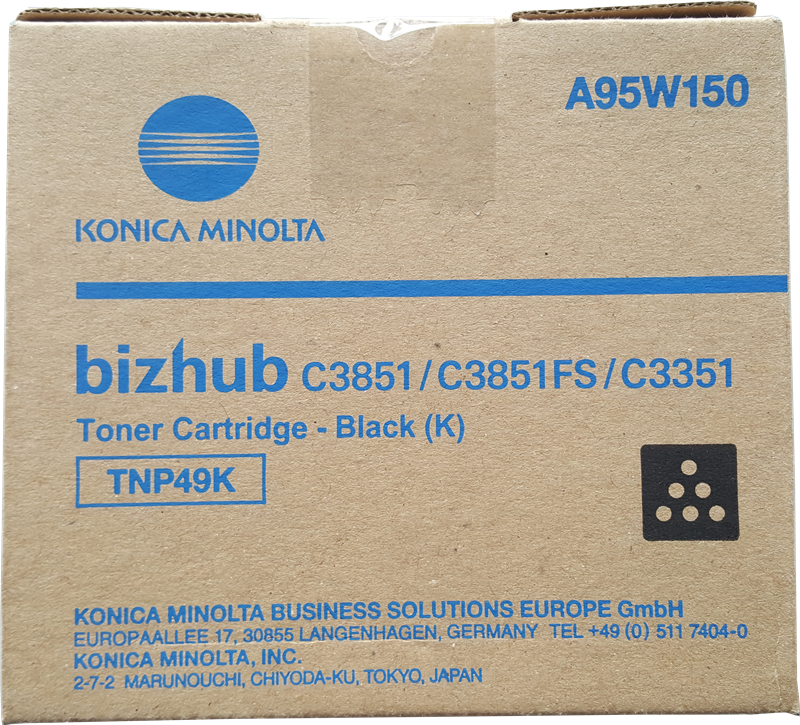 A95W150
KONICA MINOLTA
bizhub C3851/C3851FS/C3351
Toner Cartridge - Black (K)
TNP49K
KONICA MINOLTA BUSINESS SOLUTIONS EUROPE GmbH
EUROPAALLEE 17, 30855 LANGENHAGEN, GERMANY TEL +49 (0) 511 7404-0
KONICA MINOLTA, INC.
2-7-2 MARUNOUCHI, CHIYODA-KU, TOKYO, JAPAN